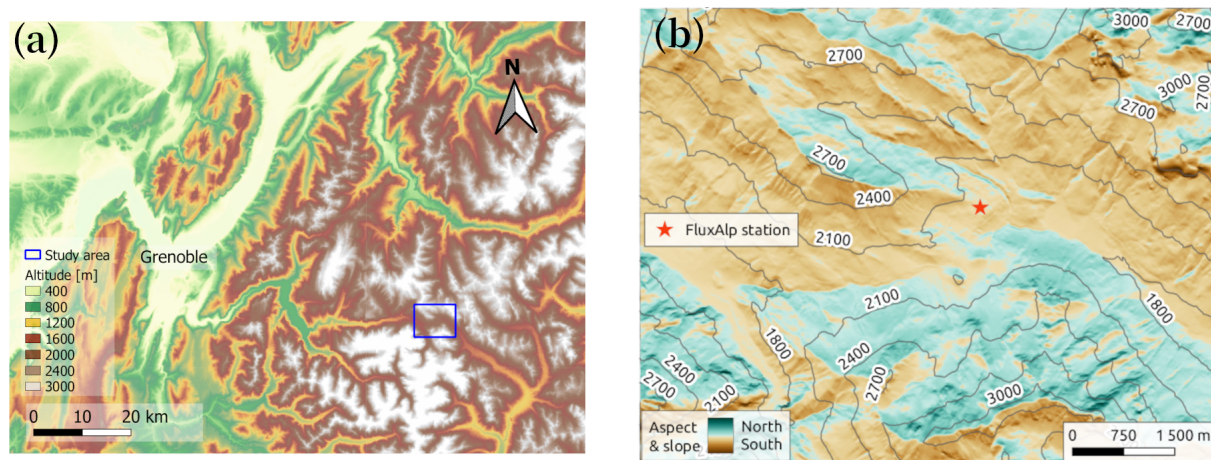 (a)
N
Grenoble
Study area
Altitude [m]
400
800
1200
1600
2000
2400
3000
0 10 20 km
(b)
3000
2700
2700
3000
2700
2700
2700
2400
2100
FluxAlp station
2100
1800
1800
2400
2400
2700
2700
2100
3000
Aspect
& slope
North
South
0 750 1 500 m